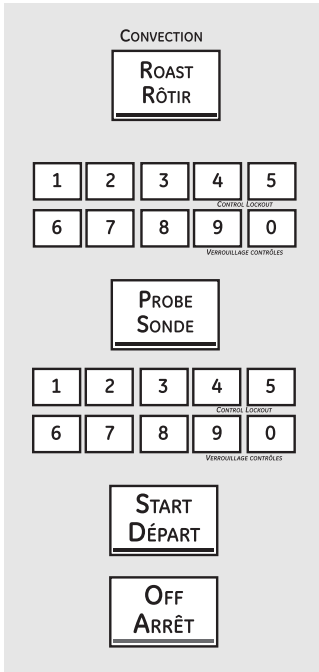 CONVECTION
ROAST
RÔTIR
1 2 3 4 5
CONTROL LOCKOUT
6 7 8 9 0
VERROUILLAGE CONTRÔLES
PROBE
SONDE
1 2 3 4 5
CONTROL LOCKOUT
6 7 8 9 0
VERROUILLAGE CONTRÔLES
START
DÉPART
OFF
ARRÊT